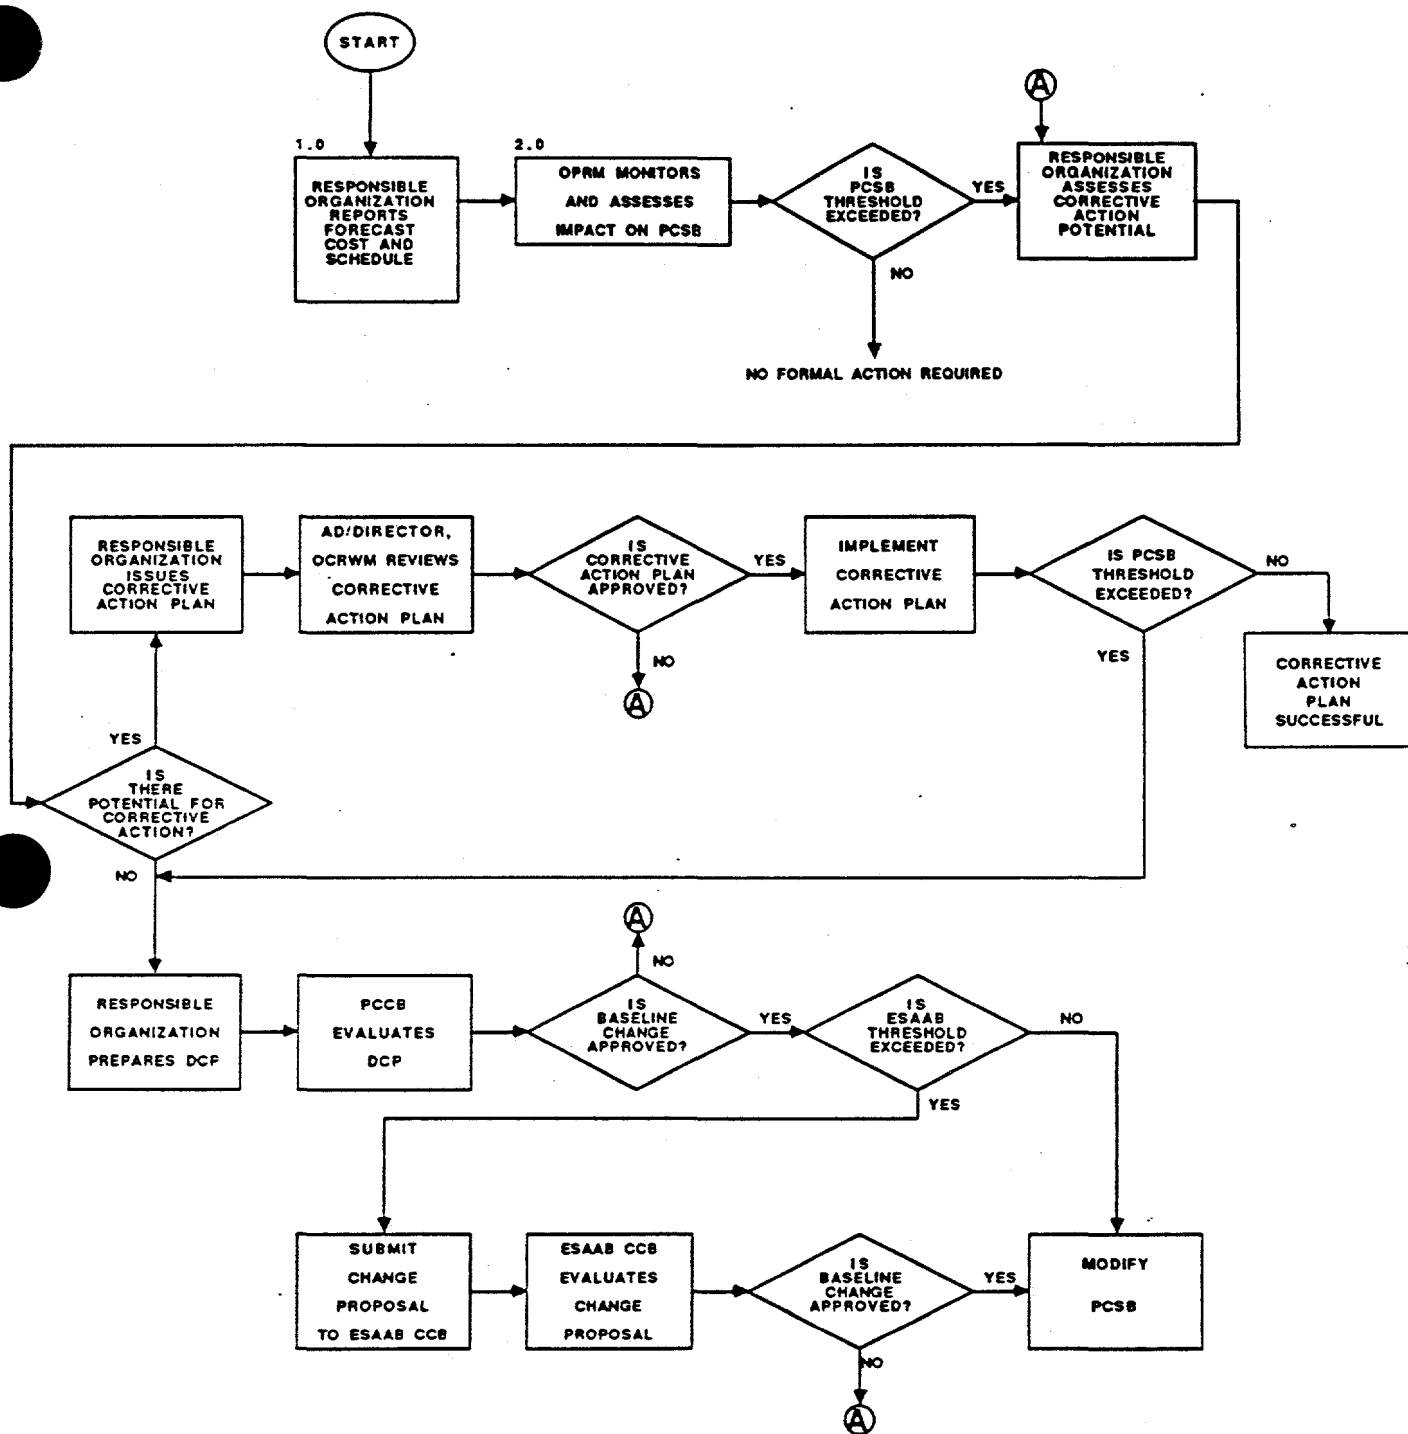 START
A
1.0
RESPONSIBLE
ORGANIZATION
REPORTS
FORECAST
COST AND
SCHEDULE
2.0
OPRM MONITORS
AND ASSESSES
IMPACT ON PCSB
IS
PCSB
THRESHOLD
EXCEEDED?
YES
NO
NO FORMAL ACTION REQUIRED
RESPONSIBLE
ORGANIZATION
ASSESSES
CORRECTIVE
ACTION
POTENTIAL
RESPONSIBLE
ORGANIZATION
ISSUES
CORRECTIVE
ACTION PLAN
AD/DIRECTOR,
OCRWM REVIEWS
CORRECTIVE
ACTION PLAN
IS
CORRECTIVE
ACTION PLAN
APPROVED?
YES
NO
A
IMPLEMENT
CORRECTIVE
ACTION PLAN
IS PCSB
THRESHOLD
EXCEEDED?
NO
YES
CORRECTIVE
ACTION
PLAN
SUCCESSFUL
YES
IS
THERE
POTENTIAL FOR
CORRECTIVE
ACTION?
NO
RESPONSIBLE
ORGANIZATION
PREPARES DCP
PCCB
EVALUATES
DCP
A
NO
IS
BASELINE
CHANGE
APPROVED?
YES
IS
ESAAB
THRESHOLD
EXCEEDED?
NO
YES
SUBMIT
CHANGE
PROPOSAL
TO ESAAB CCB
ESAAB CCB
EVALUATES
CHANGE
PROPOSAL
IS
BASELINE
CHANGE
APPROVED?
YES
NO
A
MODIFY
PCSB